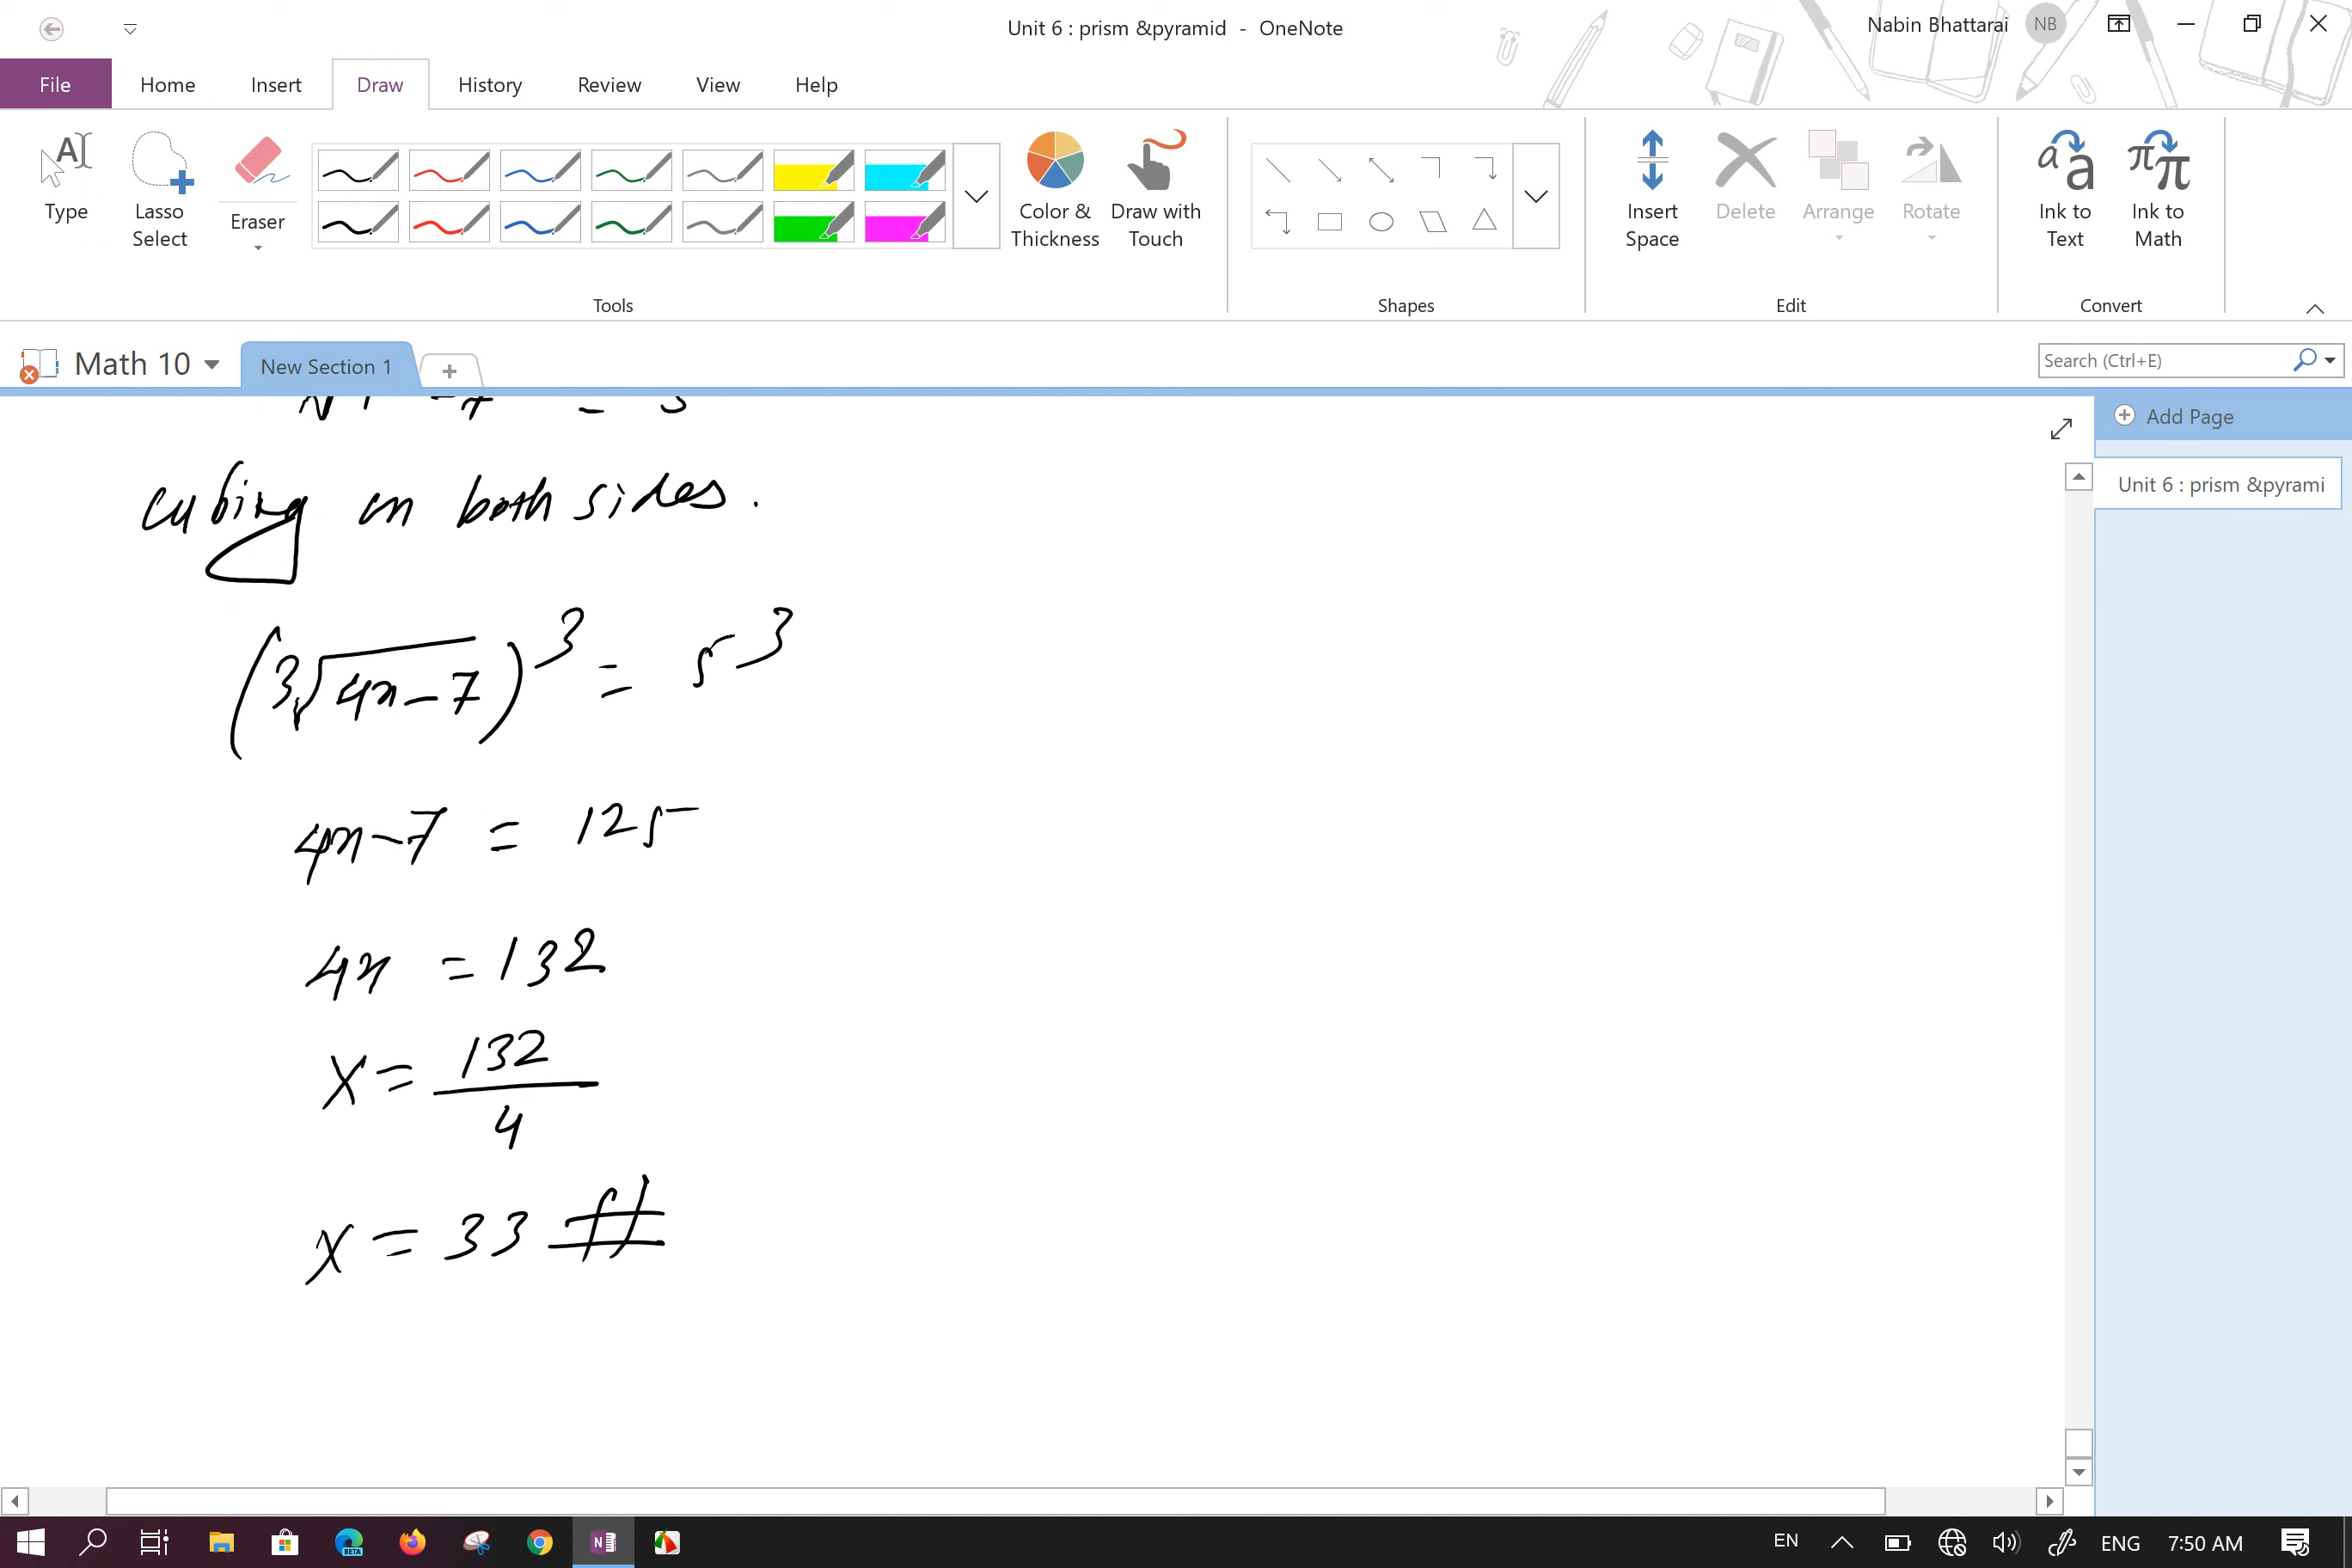 Unit 6 : prism &pyramid - OneNote
Nabin Bhattarai NB
File Home Insert Draw History Review View Help
Type
Lasso Select
Eraser
Color & Thickness
Draw with Touch
Insert Space
Delete
Arrange
Rotate
Ink to Text
Ink to Math
Tools Shapes Edit Convert
Math 10 New Section 1
Search (Ctrl+E)
Add Page
Unit 6 : prism &pyrami
cubing on both sides.
(∛(4x-7))³ = 5³
4x-7 = 125
4x = 132
x = 132/4
x = 33
EN ENG 7:50 AM